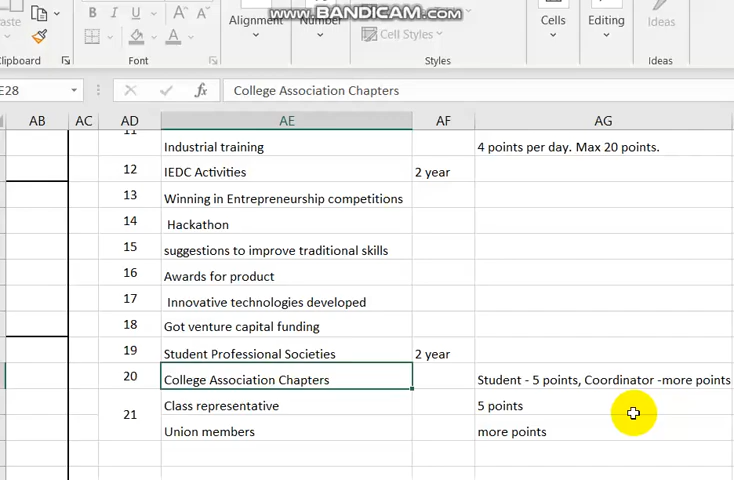 www.BANDICAM.com
Paste
Clipboard
B I U
A A
A
Font
Alignment
Number
Cell Styles
Styles
Cells
Editing
Ideas
Ideas
E28
fx
College Association Chapters
AB AC AD AE AF AG
11 Industrial training 4 points per day. Max 20 points.
12 IEDC Activities 2 year
13 Winning in Entrepreneurship competitions
14 Hackathon
15 suggestions to improve traditional skills
16 Awards for product
17 Innovative technologies developed
18 Got venture capital funding
19 Student Professional Societies 2 year
20 College Association Chapters Student - 5 points, Coordinator -more points
21 Class representative 5 points
Union members more points